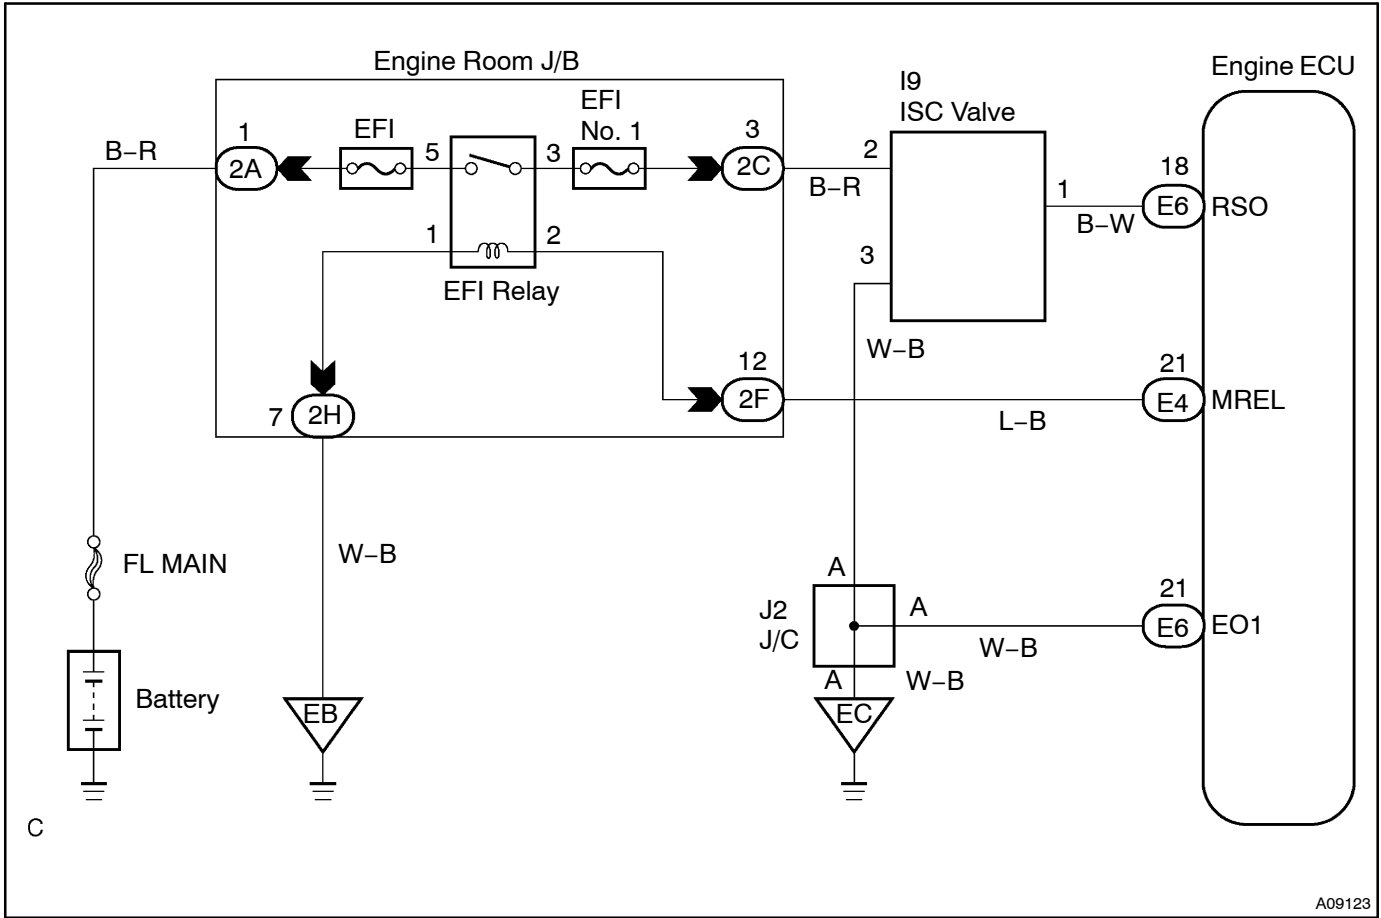 Engine Room J/B
Engine ECU
I9
ISC Valve
EFI
No. 1
EFI
1
3
B−R
2A
5
3
2C
2
B−R
18
1
E6
RSO
B−W
1
2
3
EFI Relay
W−B
12
21
2F
E4
MREL
7
2H
L−B
W−B
FL MAIN
A
21
J2
J/C
A
E6
EO1
W−B
A
W−B
Battery
EB
EC
C
A09123